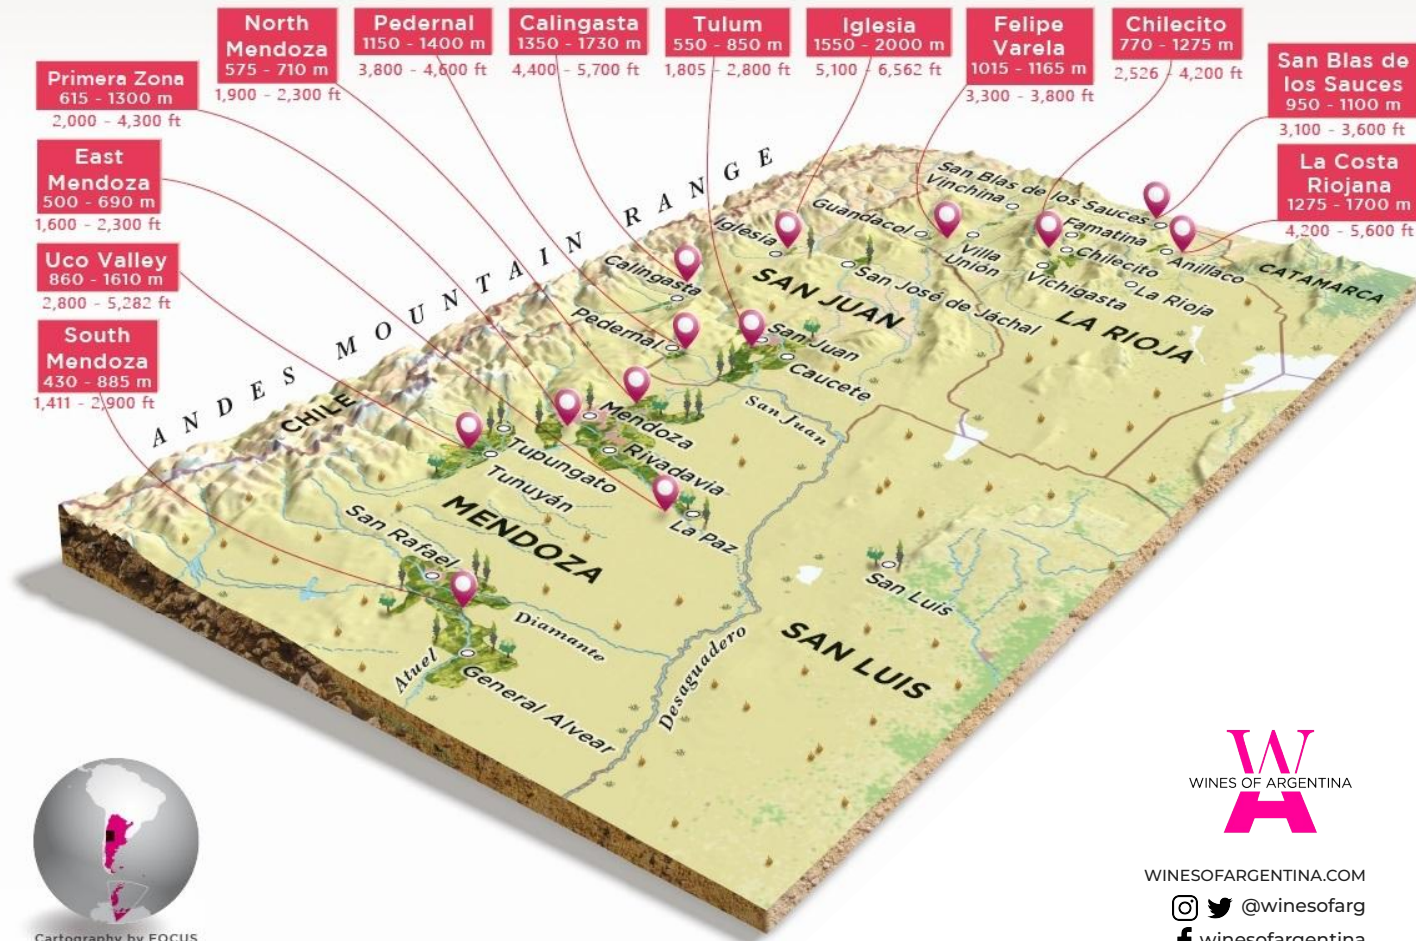 North
Mendoza
575 - 710 m
1,900 - 2,300 ft
Pedernal
1150 - 1400 m
3,800 - 4,600 ft
Calingasta
1350 - 1730 m
4,400 - 5,700 ft
Tulum
550 - 850 m
1,805 - 2,800 ft
Iglesia
1550 - 2000 m
5,100 - 6,562 ft
Felipe
Varela
1015 - 1165 m
3,300 - 3,800 ft
Chilecito
770 - 1275 m
2,526 - 4,200 ft
San Blas de
los Sauces
950 - 1100 m
3,100 - 3,600 ft
La Costa
Riojana
1275 - 1700 m
4,200 - 5,600 ft
Primera Zona
615 - 1300 m
2,000 - 4,300 ft
East
Mendoza
500 - 690 m
1,600 - 2,300 ft
Uco Valley
860 - 1610 m
2,800 - 5,282 ft
South
Mendoza
430 - 885 m
1,411 - 2,900 ft
ANDES MOUNTAIN RANGE
CHILE
San Blas de los Sauces
Vinchina
Guandacol
Famatina
Iglesia
Villa
Unión
Chilecito
Anillaco
CATAMARCA
Calingasta
SAN JUAN
San José de Jáchal
Vichigasta
La Rioja
LA RIOJA
Pedernal
San Juan
Caucete
San Juan
Mendoza
Rivadavia
Tupungato
Tunuyán
La Paz
MENDOZA
San Rafael
Diamante
Atuel
General Alvear
Desaguadero
San Luis
SAN LUIS
W
A
WINES OF ARGENTINA
WINESOFARGENTINA.COM
@winesofarg
winesofargentina
Cartography by FOCUS